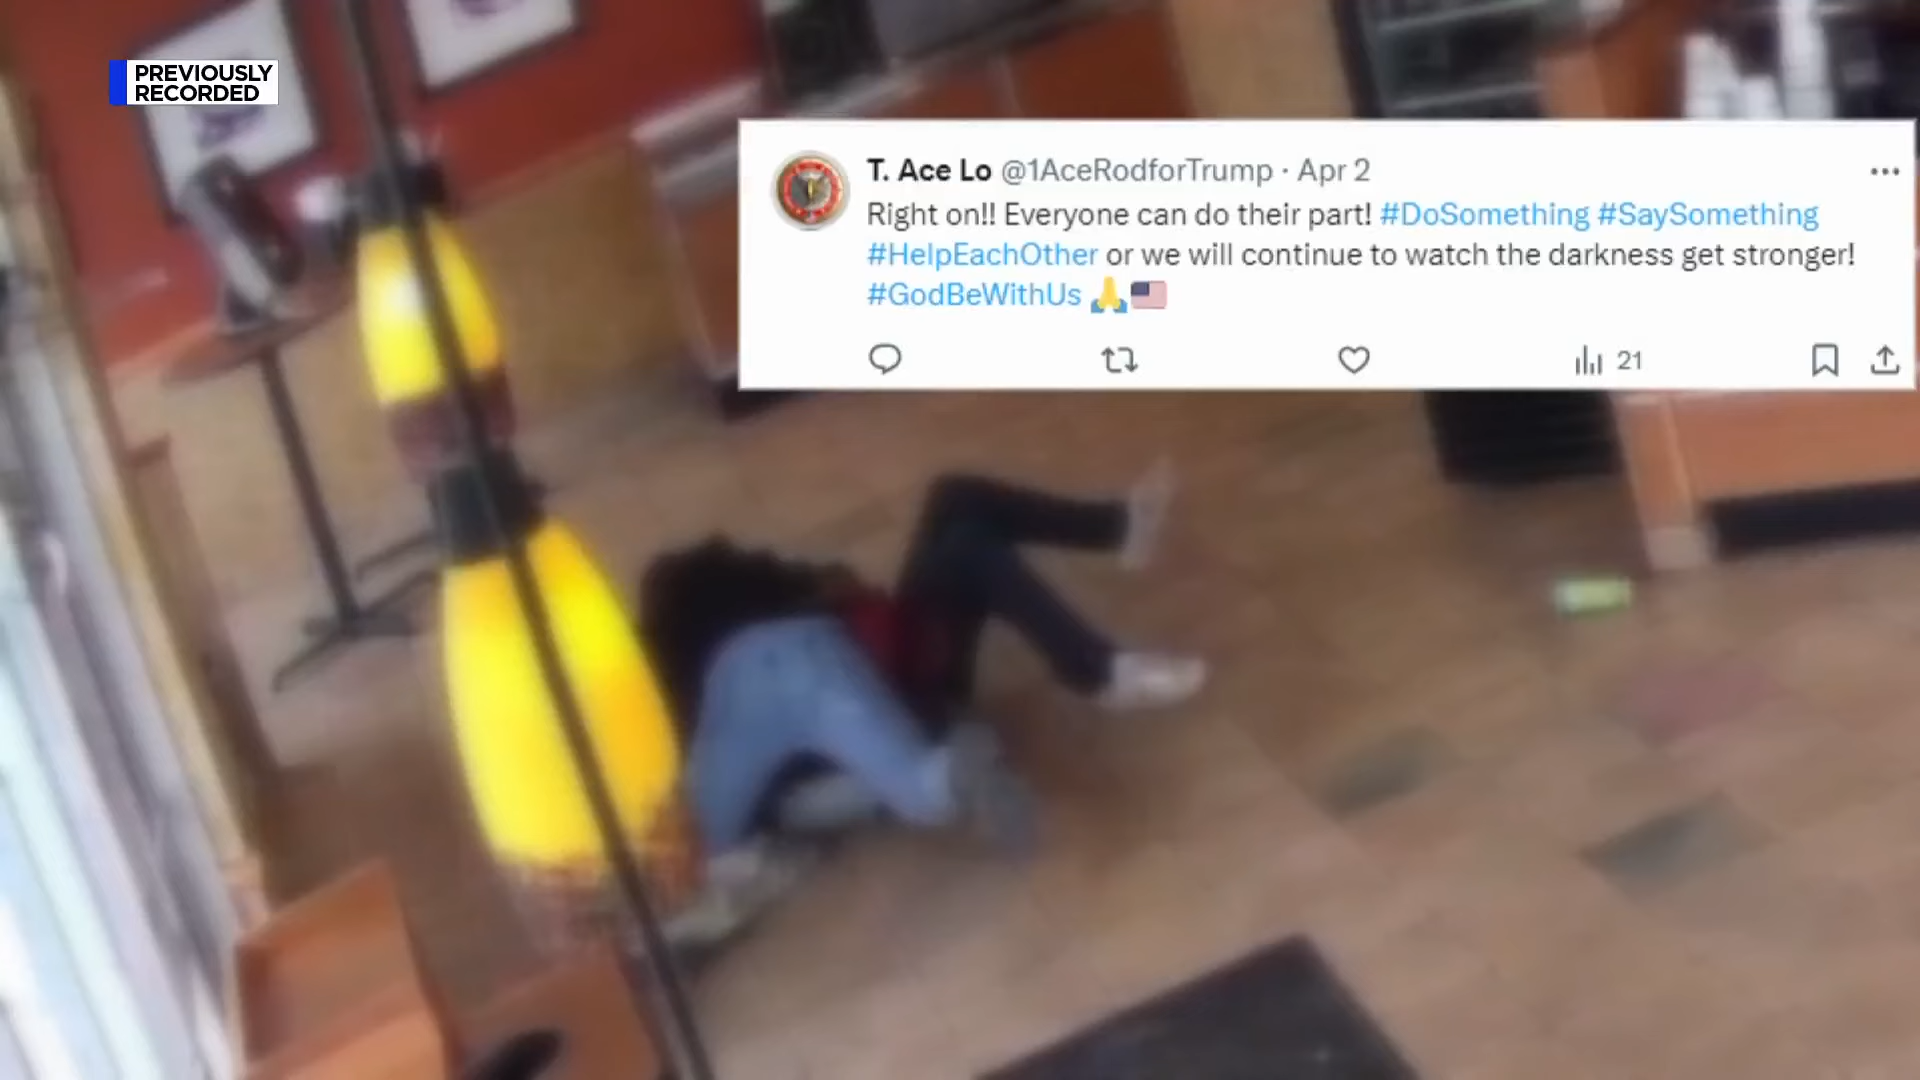 PREVIOUSLY
RECORDED
T. Ace Lo @1AceRodforTrump · Apr 2
Right on!! Everyone can do their part! #DoSomething #SaySomething
#HelpEachOther or we will continue to watch the darkness get stronger!
#GodBeWithUs 🙏🇺🇸
21